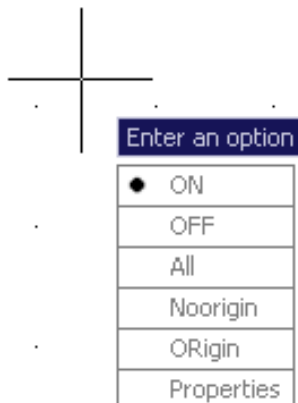 Enter an option
ON
OFF
All
Noorigin
ORigin
Properties